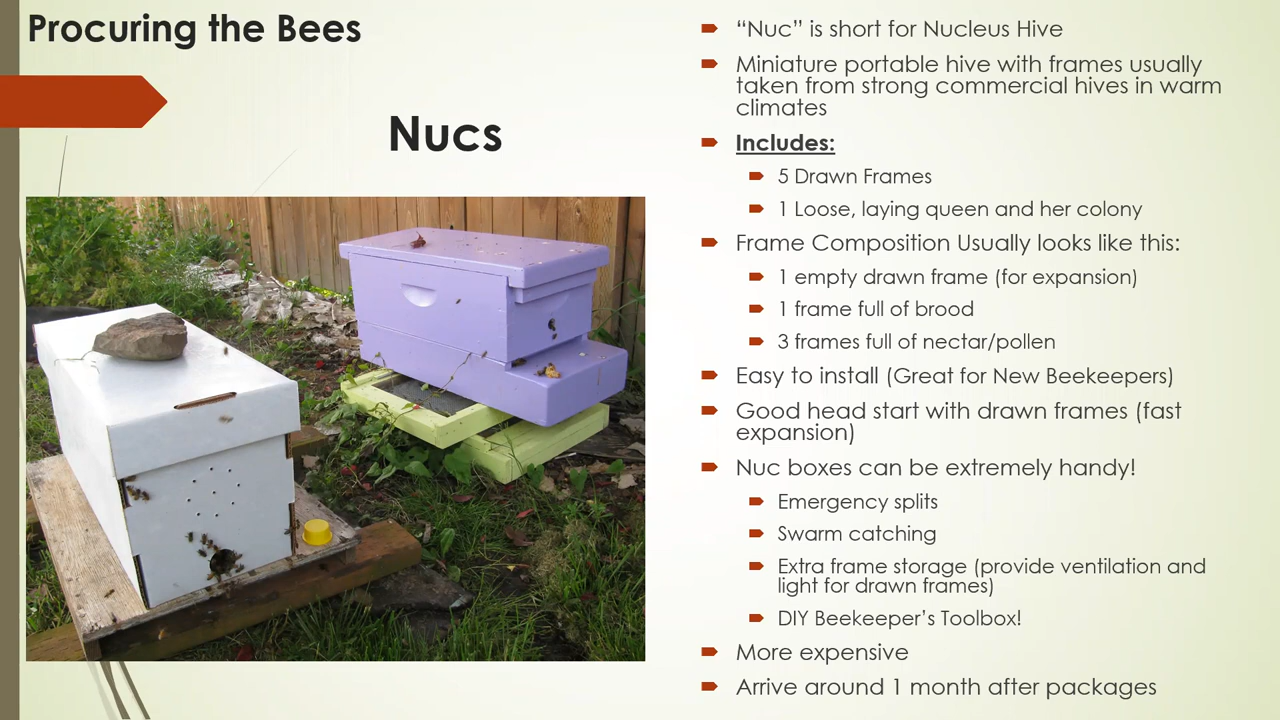 Procuring the Bees
Nucs
“Nuc” is short for Nucleus Hive
Miniature portable hive with frames usually
taken from strong commercial hives in warm
climates
Includes:
5 Drawn Frames
1 Loose, laying queen and her colony
Frame Composition Usually looks like this:
1 empty drawn frame (for expansion)
1 frame full of brood
3 frames full of nectar/pollen
Easy to install (Great for New Beekeepers)
Good head start with drawn frames (fast
expansion)
Nuc boxes can be extremely handy!
Emergency splits
Swarm catching
Extra frame storage (provide ventilation and
light for drawn frames)
DIY Beekeeper’s Toolbox!
More expensive
Arrive around 1 month after packages